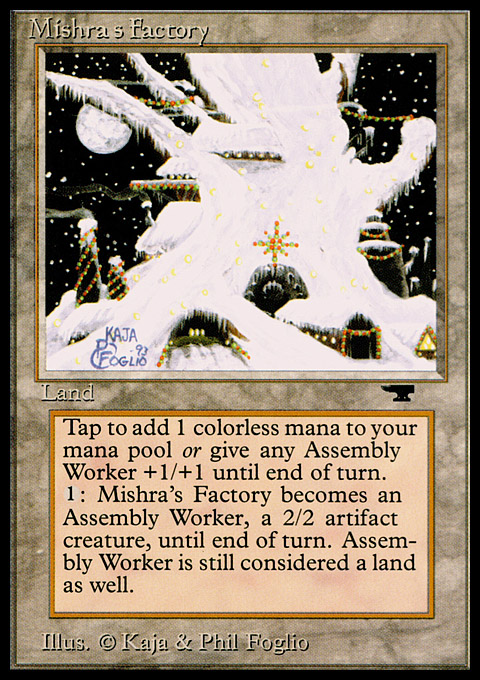 Mishra's Factory
KAJA
93
FOGLIO
Land
Tap to add 1 colorless mana to your
mana pool or give any Assembly
Worker +1/+1 until end of turn.
1: Mishra's Factory becomes an
Assembly Worker, a 2/2 artifact
creature, until end of turn. Assem-
bly Worker is still considered a land
as well.
Illus. © Kaja & Phil Foglio